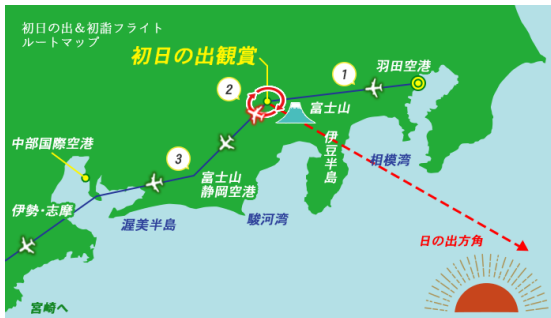 初日の出＆初詣フライト
ルートマップ
初日の出観賞
羽田空港
1
2
富士山
中部国際空港
伊豆半島
相模湾
3
富士山
静岡空港
伊勢・志摩
渥美半島
駿河湾
日の出方角
宮崎へ